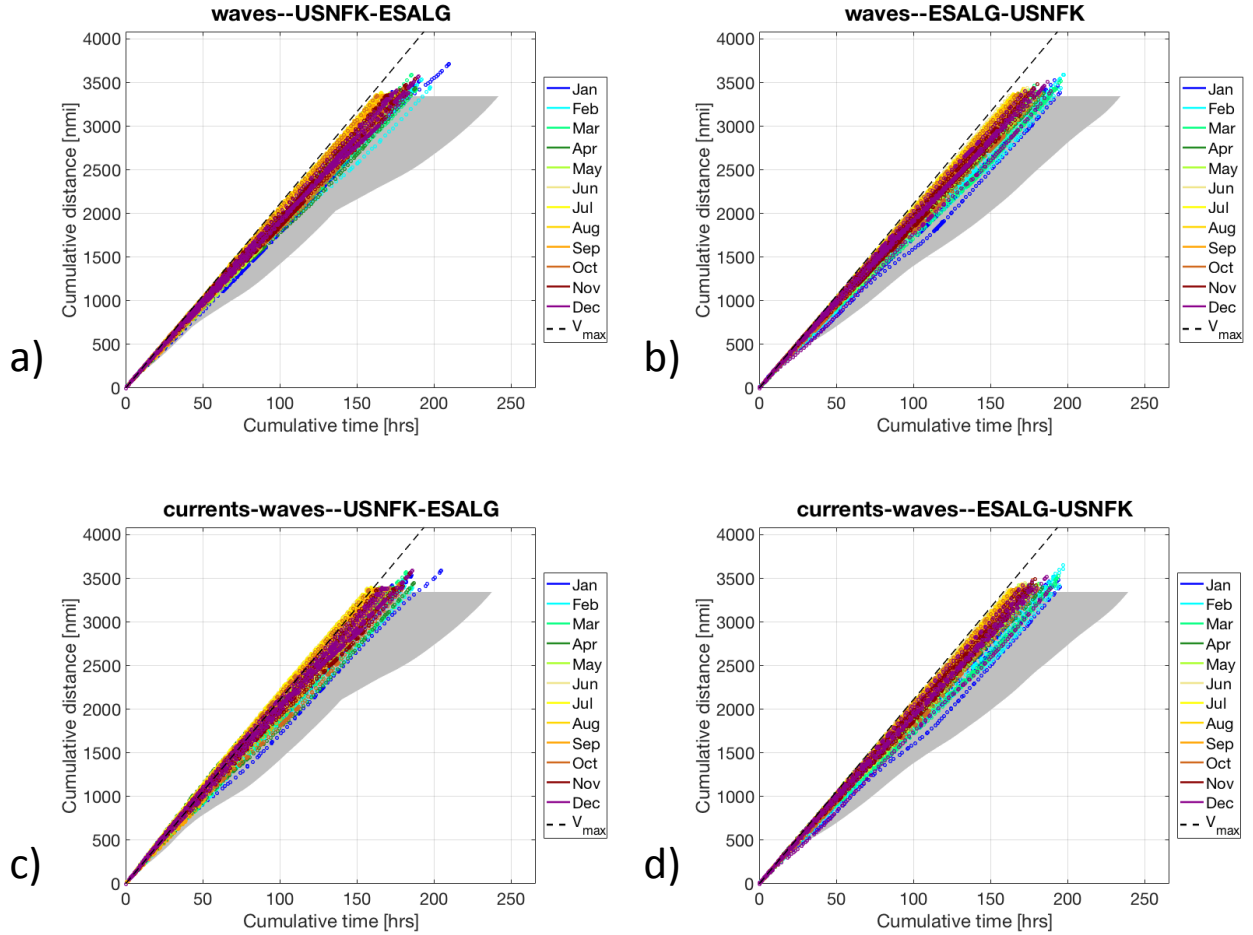 a)
waves--USNFK-ESALG
Cumulative distance [nmi]
4000
3500
3000
2500
2000
1500
1000
500
0
0 50 100 150 200 250
Cumulative time [hrs]
Jan
Feb
Mar
Apr
May
Jun
Jul
Aug
Sep
Oct
Nov
Dec
V_max
b)
waves--ESALG-USNFK
Cumulative distance [nmi]
4000
3500
3000
2500
2000
1500
1000
500
0
0 50 100 150 200 250
Cumulative time [hrs]
Jan
Feb
Mar
Apr
May
Jun
Jul
Aug
Sep
Oct
Nov
Dec
V_max
c)
currents-waves--USNFK-ESALG
Cumulative distance [nmi]
4000
3500
3000
2500
2000
1500
1000
500
0
0 50 100 150 200 250
Cumulative time [hrs]
Jan
Feb
Mar
Apr
May
Jun
Jul
Aug
Sep
Oct
Nov
Dec
V_max
d)
currents-waves--ESALG-USNFK
Cumulative distance [nmi]
4000
3500
3000
2500
2000
1500
1000
500
0
0 50 100 150 200 250
Cumulative time [hrs]
Jan
Feb
Mar
Apr
May
Jun
Jul
Aug
Sep
Oct
Nov
Dec
V_max